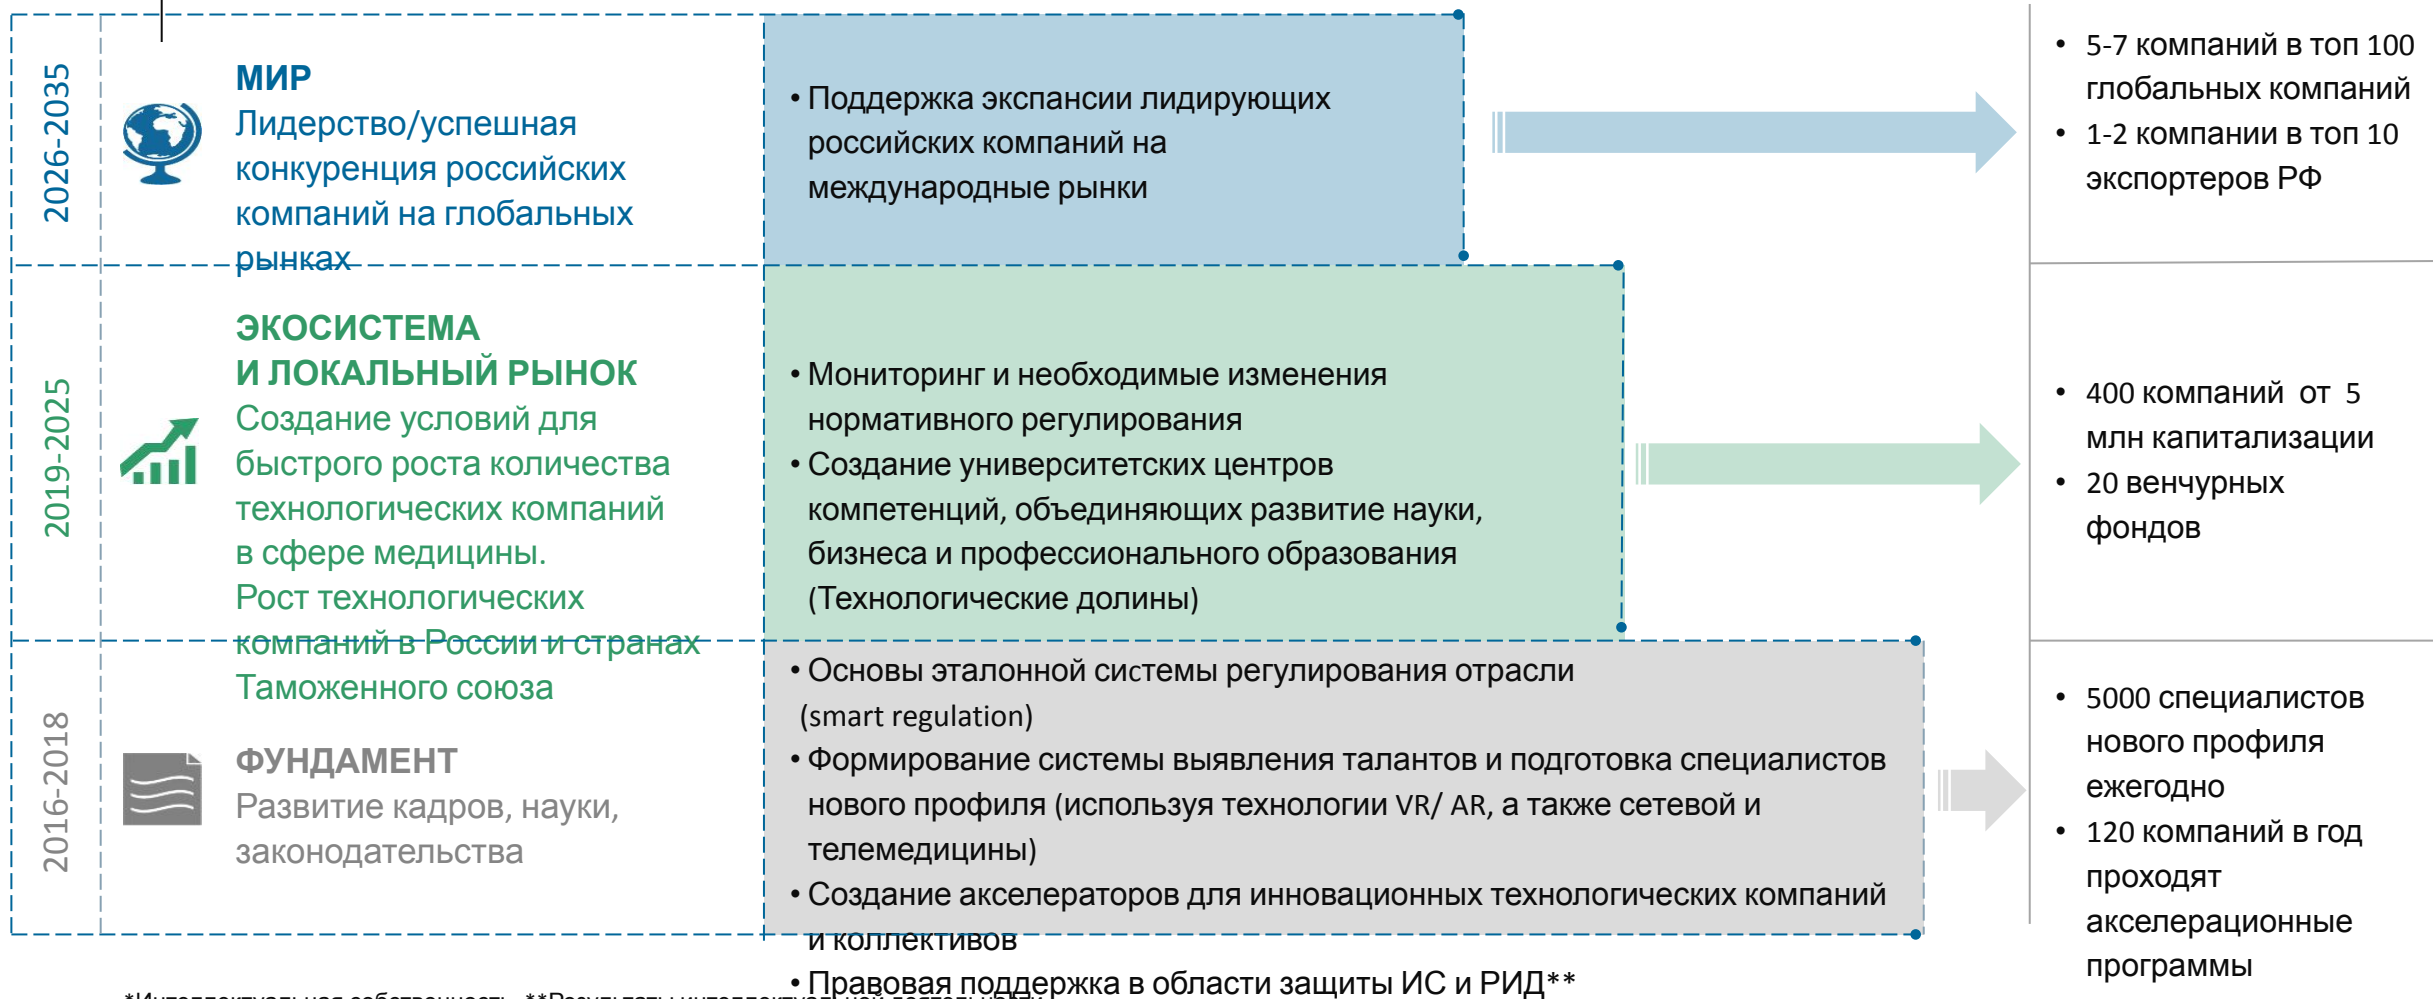 2026-2035
МИР
Лидерство/успешная
конкуренция российских
компаний на глобальных
рынках
• Поддержка экспансии лидирующих
российских компаний на
международные рынки
• 5-7 компаний в топ 100
глобальных компаний
• 1-2 компании в топ 10
экспортеров РФ
2019-2025
ЭКОСИСТЕМА
И ЛОКАЛЬНЫЙ РЫНОК
Создание условий для
быстрого роста количества
технологических компаний
в сфере медицины.
Рост технологических
компаний в России и странах
Таможенного союза
• Мониторинг и необходимые изменения
нормативного регулирования
• Создание университетских центров
компетенций, объединяющих развитие науки,
бизнеса и профессионального образования
(Технологические долины)
• 400 компаний от 5
млн капитализации
• 20 венчурных
фондов
2016-2018
ФУНДАМЕНТ
Развитие кадров, науки,
законодательства
• Основы эталонной системы регулирования отрасли
(smart regulation)
• Формирование системы выявления талантов и подготовка специалистов
нового профиля (используя технологии VR/ AR, а также сетевой и
телемедицины)
• Создание акселераторов для инновационных технологических компаний
и коллективов
• Правовая поддержка в области защиты ИС и РИД**
• 5000 специалистов
нового профиля
ежегодно
• 120 компаний в год
проходят
акселерационные
программы
*Интеллектуальная собственность, **Результаты интеллектуальной деятельности